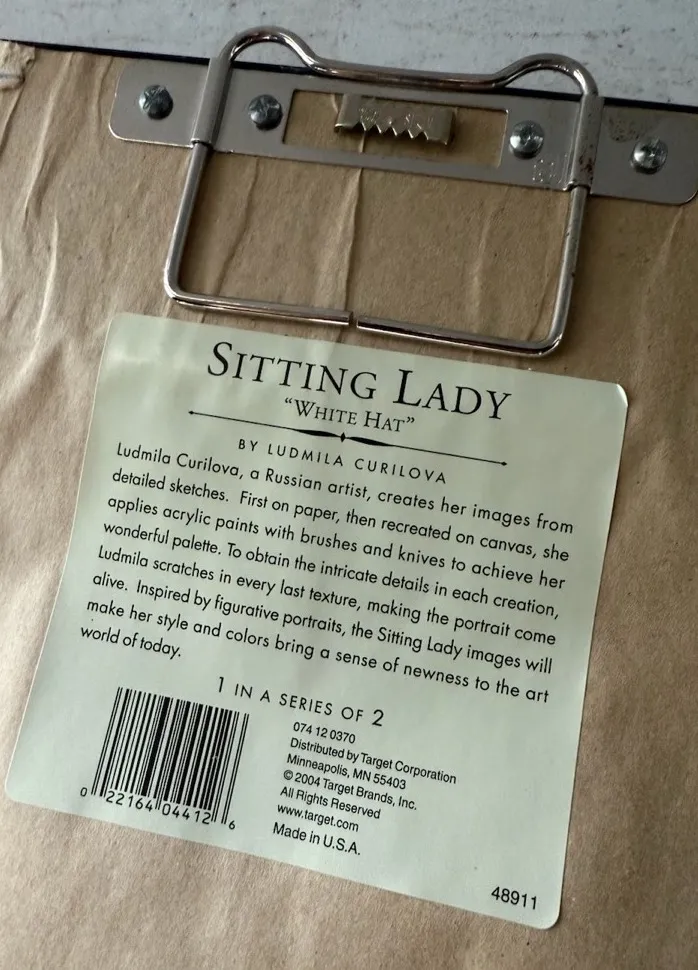 SITTING LADY
“WHITE HAT”
BY LUDMILA CURILOVA
Ludmila Curilova, a Russian artist, creates her images from
detailed sketches. First on paper, then recreated on canvas, she
applies acrylic paints with brushes and knives to achieve her
wonderful palette. To obtain the intricate details in each creation,
Ludmila scratches in every last texture, making the portrait come
alive. Inspired by figurative portraits, the Sitting Lady images will
make her style and colors bring a sense of newness to the art
world of today.
1 IN A SERIES OF 2
074 12 0370
Distributed by Target Corporation
Minneapolis, MN 55403
© 2004 Target Brands, Inc.
All Rights Reserved
www.target.com
Made in U.S.A.
0 22164 04412 6
48911